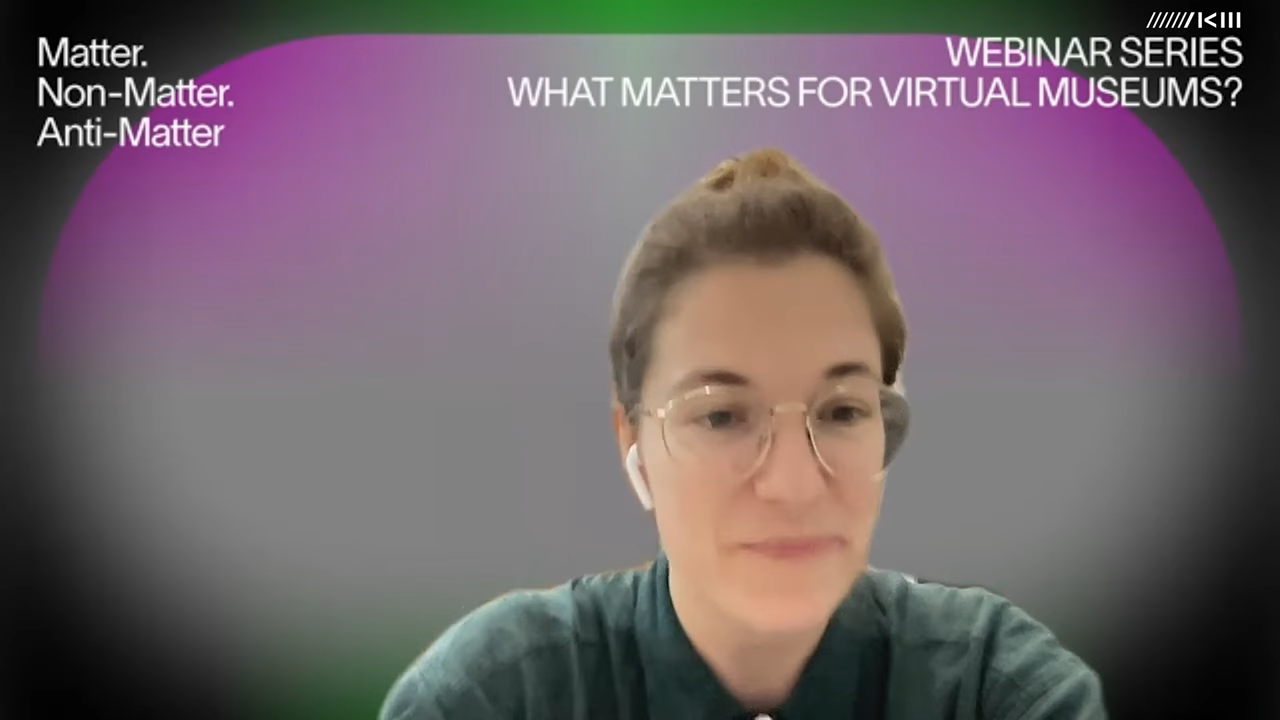 Matter.
Non-Matter.
Anti-Matter
WEBINAR SERIES
WHAT MATTERS FOR VIRTUAL MUSEUMS?